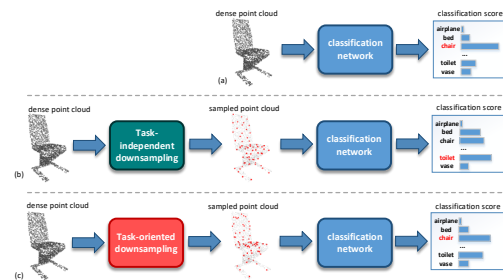 dense point cloud
classification score
classification
network
airplane
bed
chair
...
toilet
vase
(a)
dense point cloud
sampled point cloud
classification score
Task-
independent
downsampling
classification
network
airplane
bed
chair
...
toilet
vase
(b)
dense point cloud
sampled point cloud
classification score
Task-oriented
downsampling
classification
network
airplane
bed
chair
...
toilet
vase
(c)